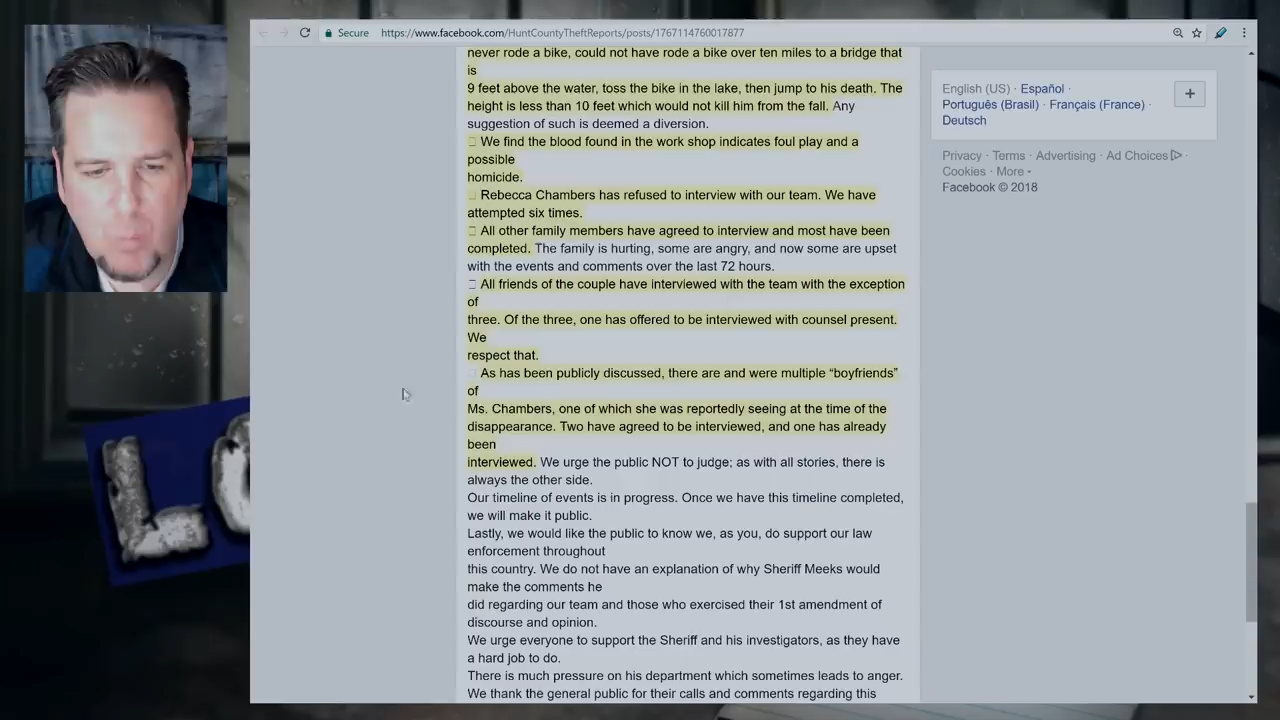 Secure
https://www.facebook.com/HuntCountyTheftReports/posts/1767114760017877
never rode a bike, could not have rode a bike over ten miles to a bridge that
is
9 feet above the water, toss the bike in the lake, then jump to his death. The
height is less than 10 feet which would not kill him from the fall. Any
suggestion of such is deemed a diversion.
We find the blood found in the work shop indicates foul play and a
possible
homicide.
Rebecca Chambers has refused to interview with our team. We have
attempted six times.
All other family members have agreed to interview and most have been
completed. The family is hurting, some are angry, and now some are upset
with the events and comments over the last 72 hours.
All friends of the couple have interviewed with the team with the exception
of
three. Of the three, one has offered to be interviewed with counsel present.
We
respect that.
As has been publicly discussed, there are and were multiple “boyfriends”
of
Ms. Chambers, one of which she was reportedly seeing at the time of the
disappearance. Two have agreed to be interviewed, and one has already
been
interviewed. We urge the public NOT to judge; as with all stories, there is
always the other side.
Our timeline of events is in progress. Once we have this timeline completed,
we will make it public.
Lastly, we would like the public to know we, as you, do support our law
enforcement throughout
this country. We do not have an explanation of why Sheriff Meeks would
make the comments he
did regarding our team and those who exercised their 1st amendment of
discourse and opinion.
We urge everyone to support the Sheriff and his investigators, as they have
a hard job to do.
There is much pressure on his department which sometimes leads to anger.
We thank the general public for their calls and comments regarding this
English (US) · Español ·
Português (Brasil) · Français (France) ·
Deutsch
Privacy · Terms · Advertising · Ad Choices ·
Cookies · More
Facebook © 2018
LO